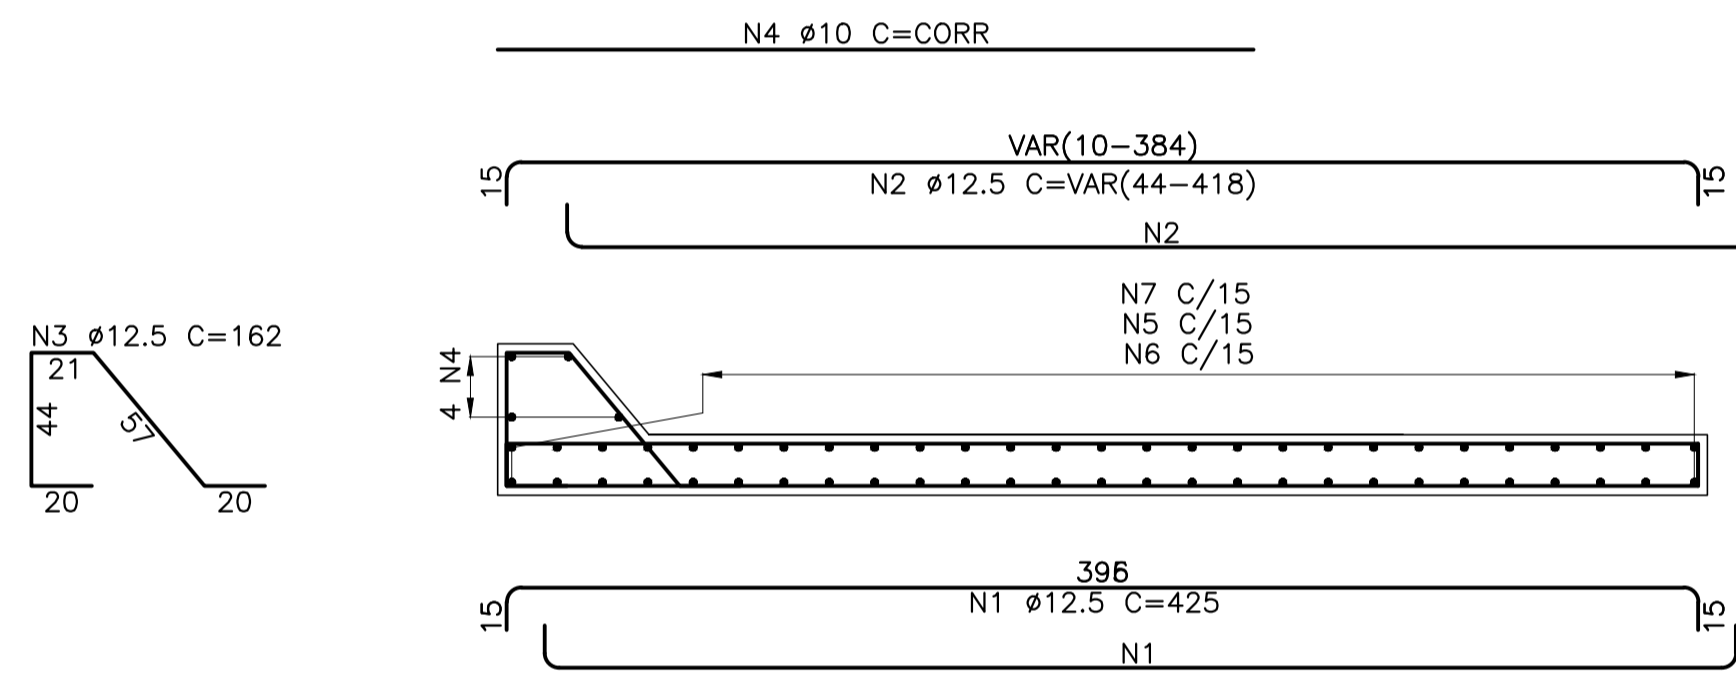 N4 ø10 C=CORR
VAR(10-384)
15
15
N2 ø12.5 C=VAR(44-418)
N2
N7 C/15
N5 C/15
N6 C/15
N3 ø12.5 C=162
21
44
57
20
20
4 N4
396
15
15
N1 ø12.5 C=425
N1